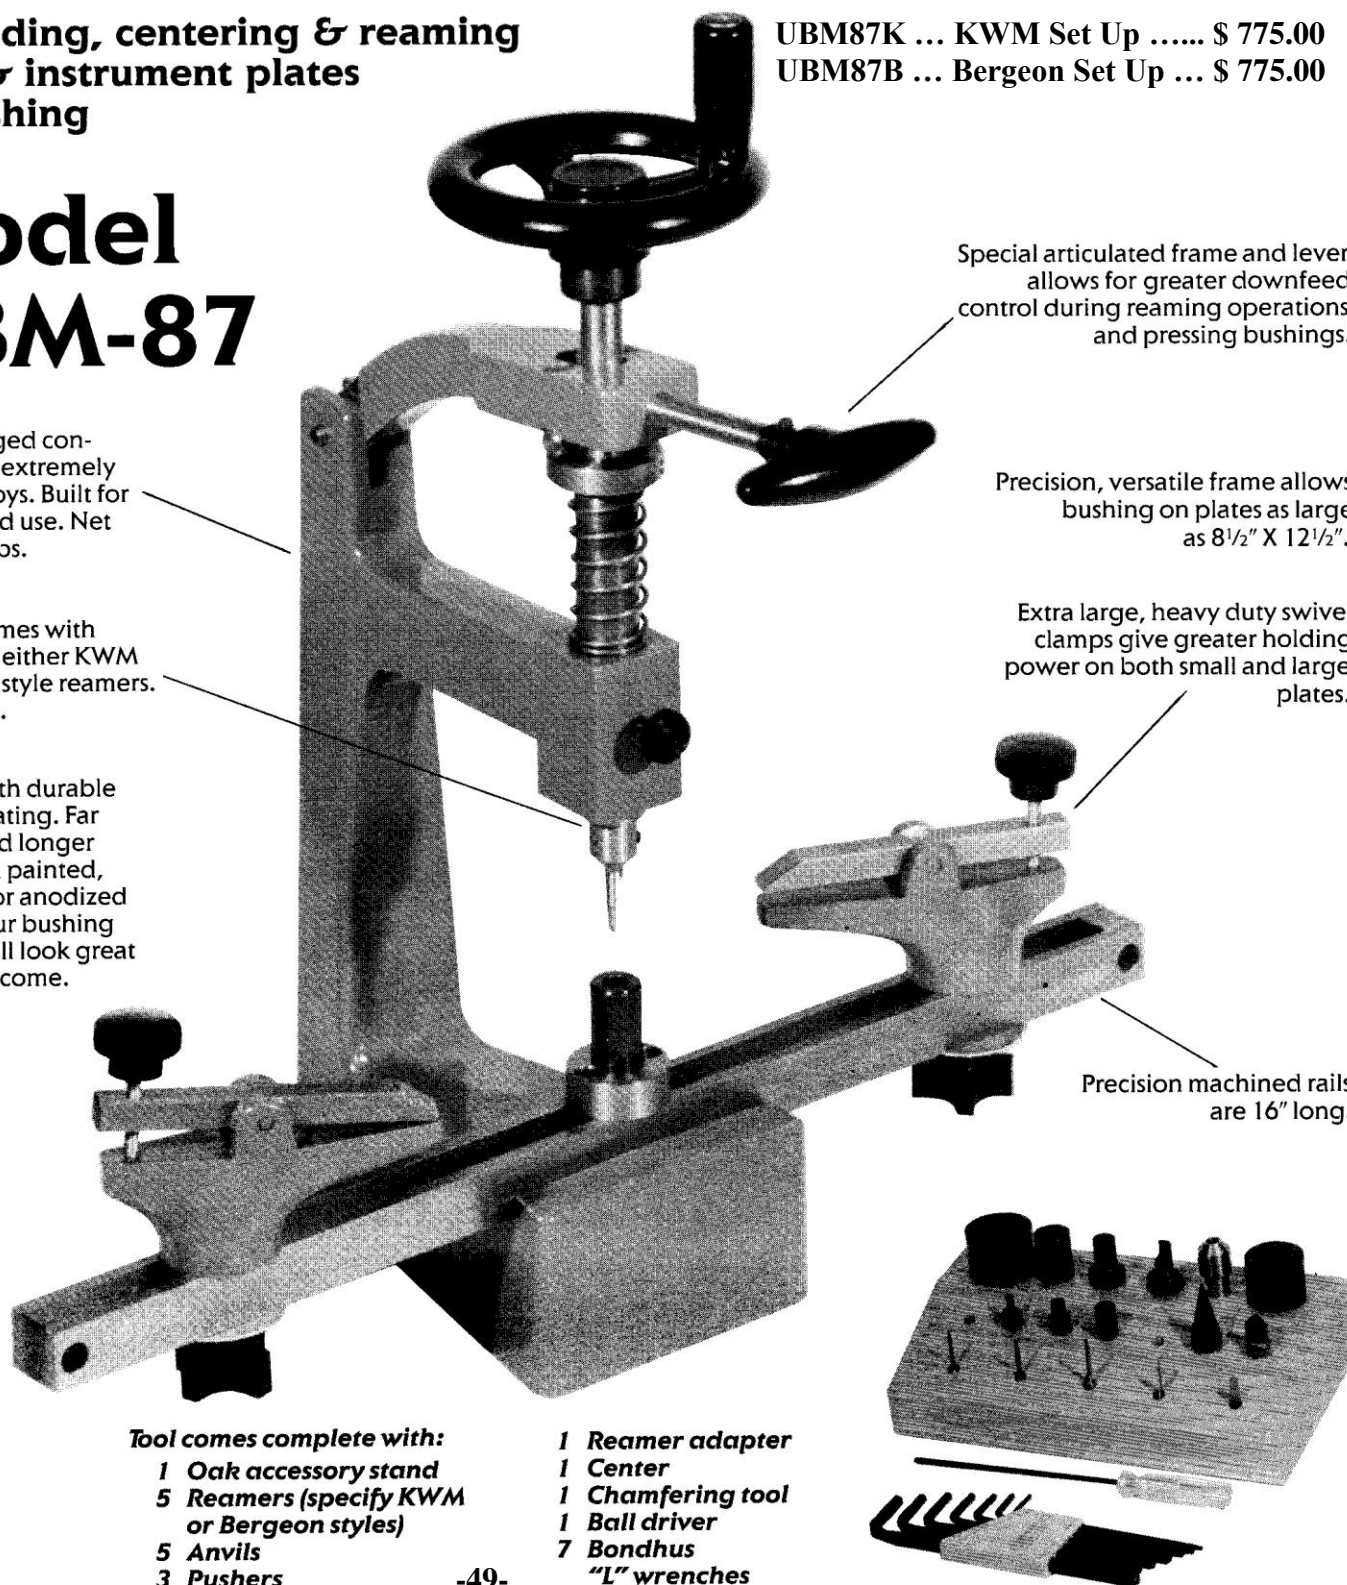 ding, centering & reaming
& instrument plates
hing
UBM87K … KWM Set Up …... $ 775.00
UBM87B … Bergeon Set Up … $ 775.00
odel
BM-87
Special articulated frame and lever
allows for greater downfeed
control during reaming operations
and pressing bushings.
ged con-
extremely
oys. Built for
d use. Net
os.
Precision, versatile frame allows
bushing on plates as large
as 8½" X 12½".
mes with
either KWM
style reamers.
.
Extra large, heavy duty swivel
clamps give greater holding
power on both small and large
plates.
th durable
ating. Far
d longer
painted,
or anodized
ur bushing
ll look great
come.
Precision machined rails
are 16" long.
Tool comes complete with:
1 Oak accessory stand
5 Reamers (specify KWM
or Bergeon styles)
5 Anvils
3 Pushers
1 Reamer adapter
1 Center
1 Chamfering tool
1 Ball driver
7 Bondhus
"L" wrenches
-49-